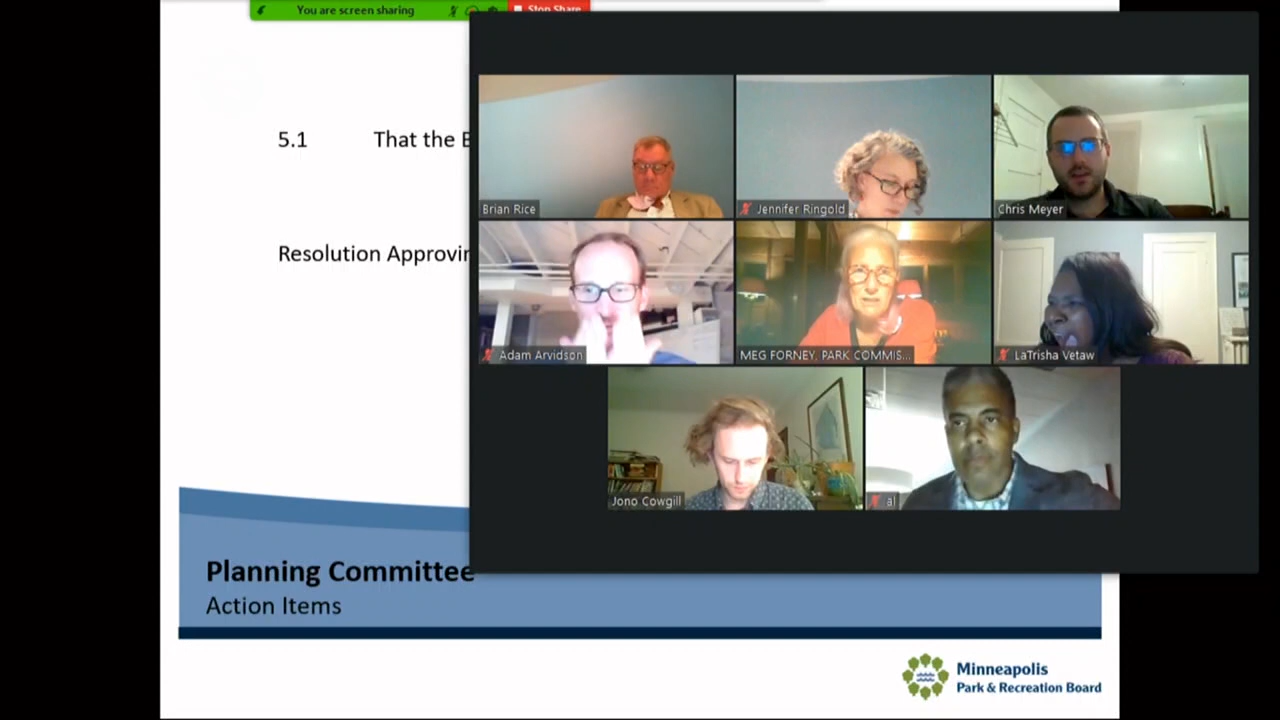 You are screen sharing
Stop Share
5.1 That the B
Resolution Approvin
Brian Rice
Jennifer Ringold
Chris Meyer
Adam Arvidson
MEG FORNEY, PARK COMMIS...
LaTrisha Vetaw
Jono Cowgill
al
Planning Committee
Action Items
Minneapolis
Park & Recreation Board